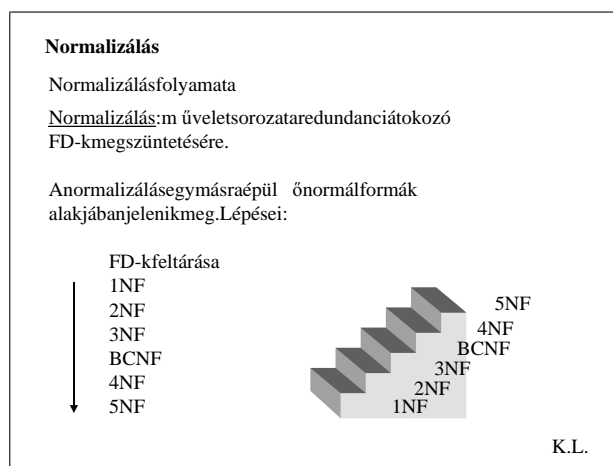 Normalizálás
Normalizálásfolyamata
Normalizálás:m űveletsorozataredundanciátokozó
FD-kmegszüntetésére.
Anormalizálásegymásraépül őnormálformák
alakjábanjelenikmeg.Lépései:
FD-kfeltárása
1NF
2NF
3NF
BCNF
4NF
5NF
5NF
4NF
BCNF
3NF
2NF
1NF
K.L.